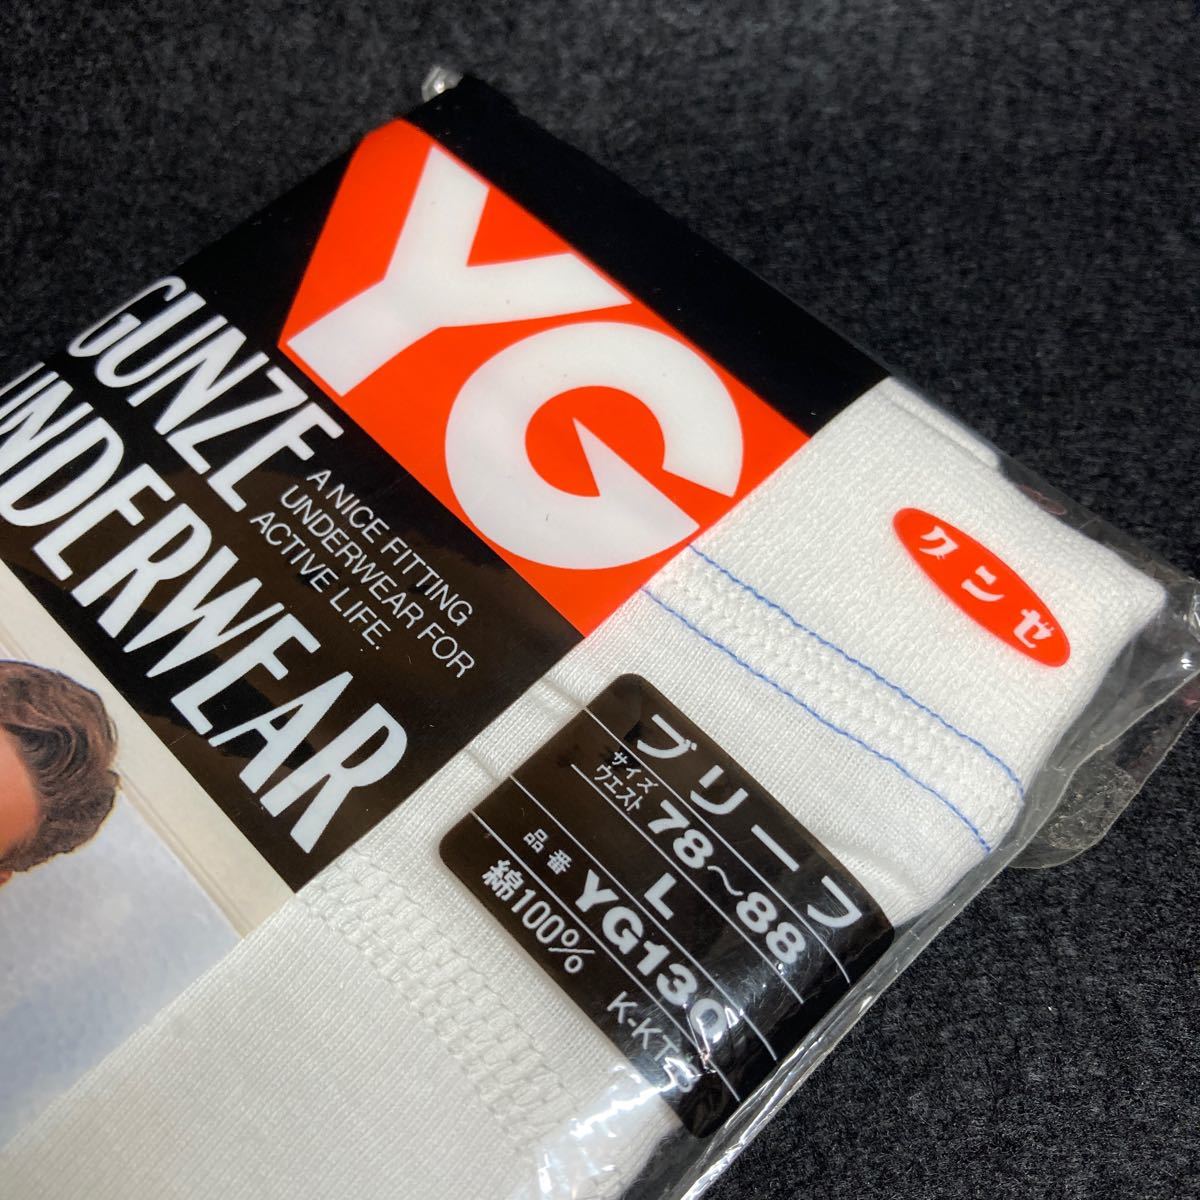 YG
GUNZE
UNDERWEAR
A NICE FITTING
UNDERWEAR FOR
ACTIVE LIFE.
グンゼ
ブリーフ
サイズ
ウエスト 78〜88
L
品番 YG130
綿100% K-KT